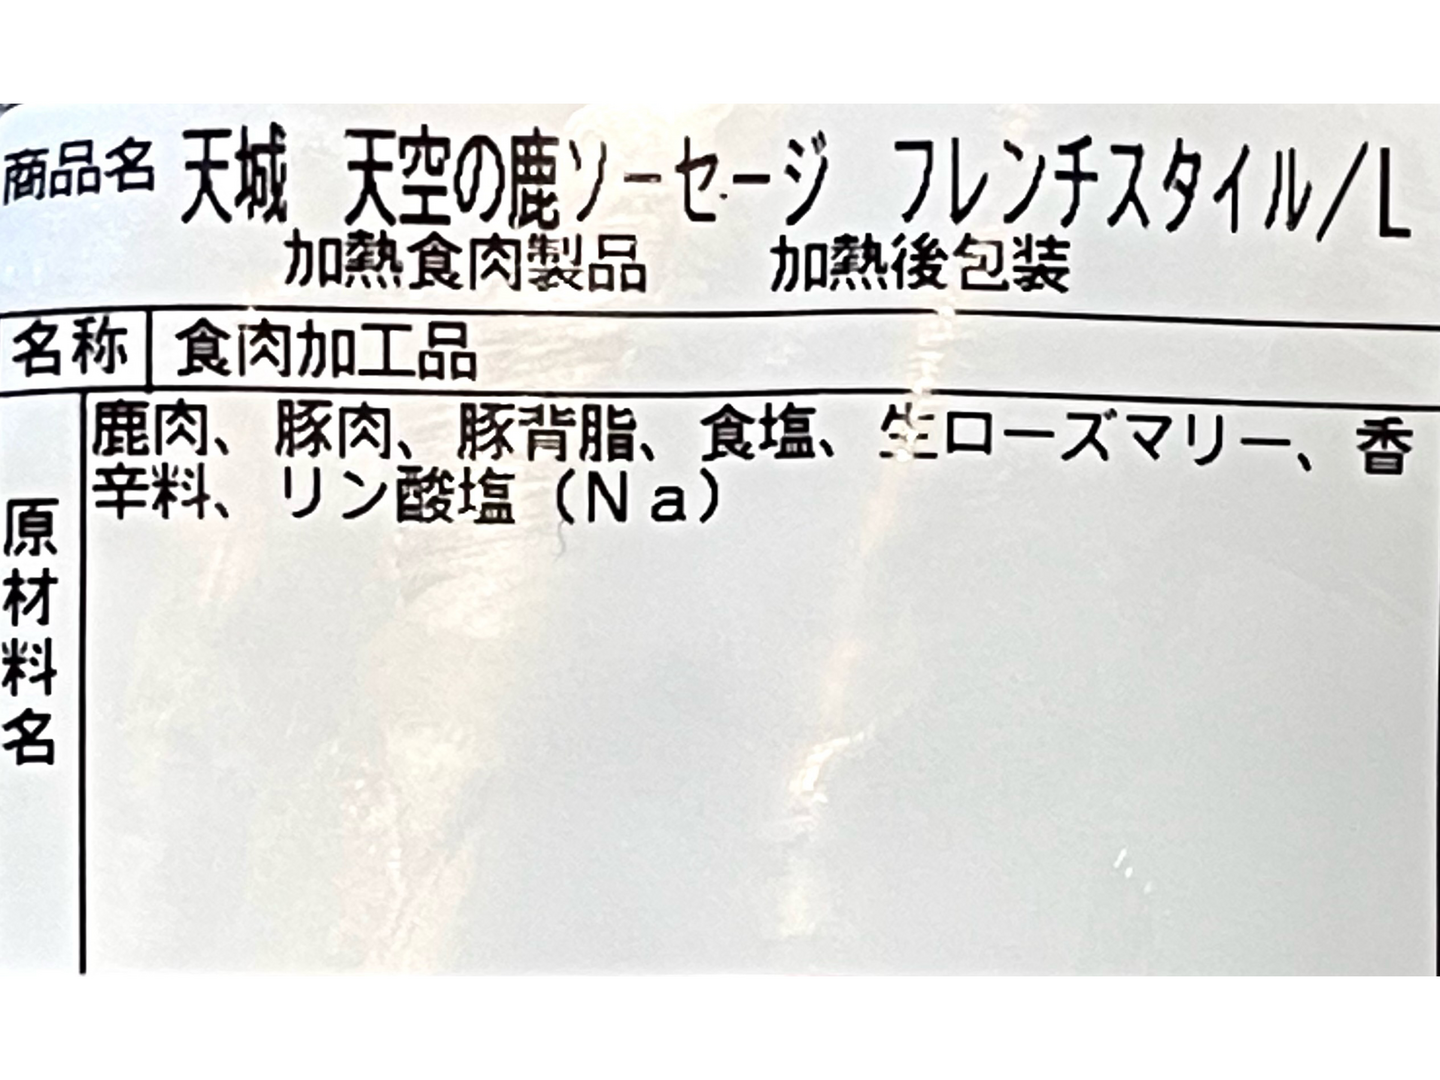 商品名 天城 天空の鹿ソーセージ フレンチスタイル/L
加熱食肉製品 加熱後包装
名称 食肉加工品
原材料名 鹿肉、豚肉、豚背脂、食塩、生ローズマリー、香
辛料、リン酸塩（Na）